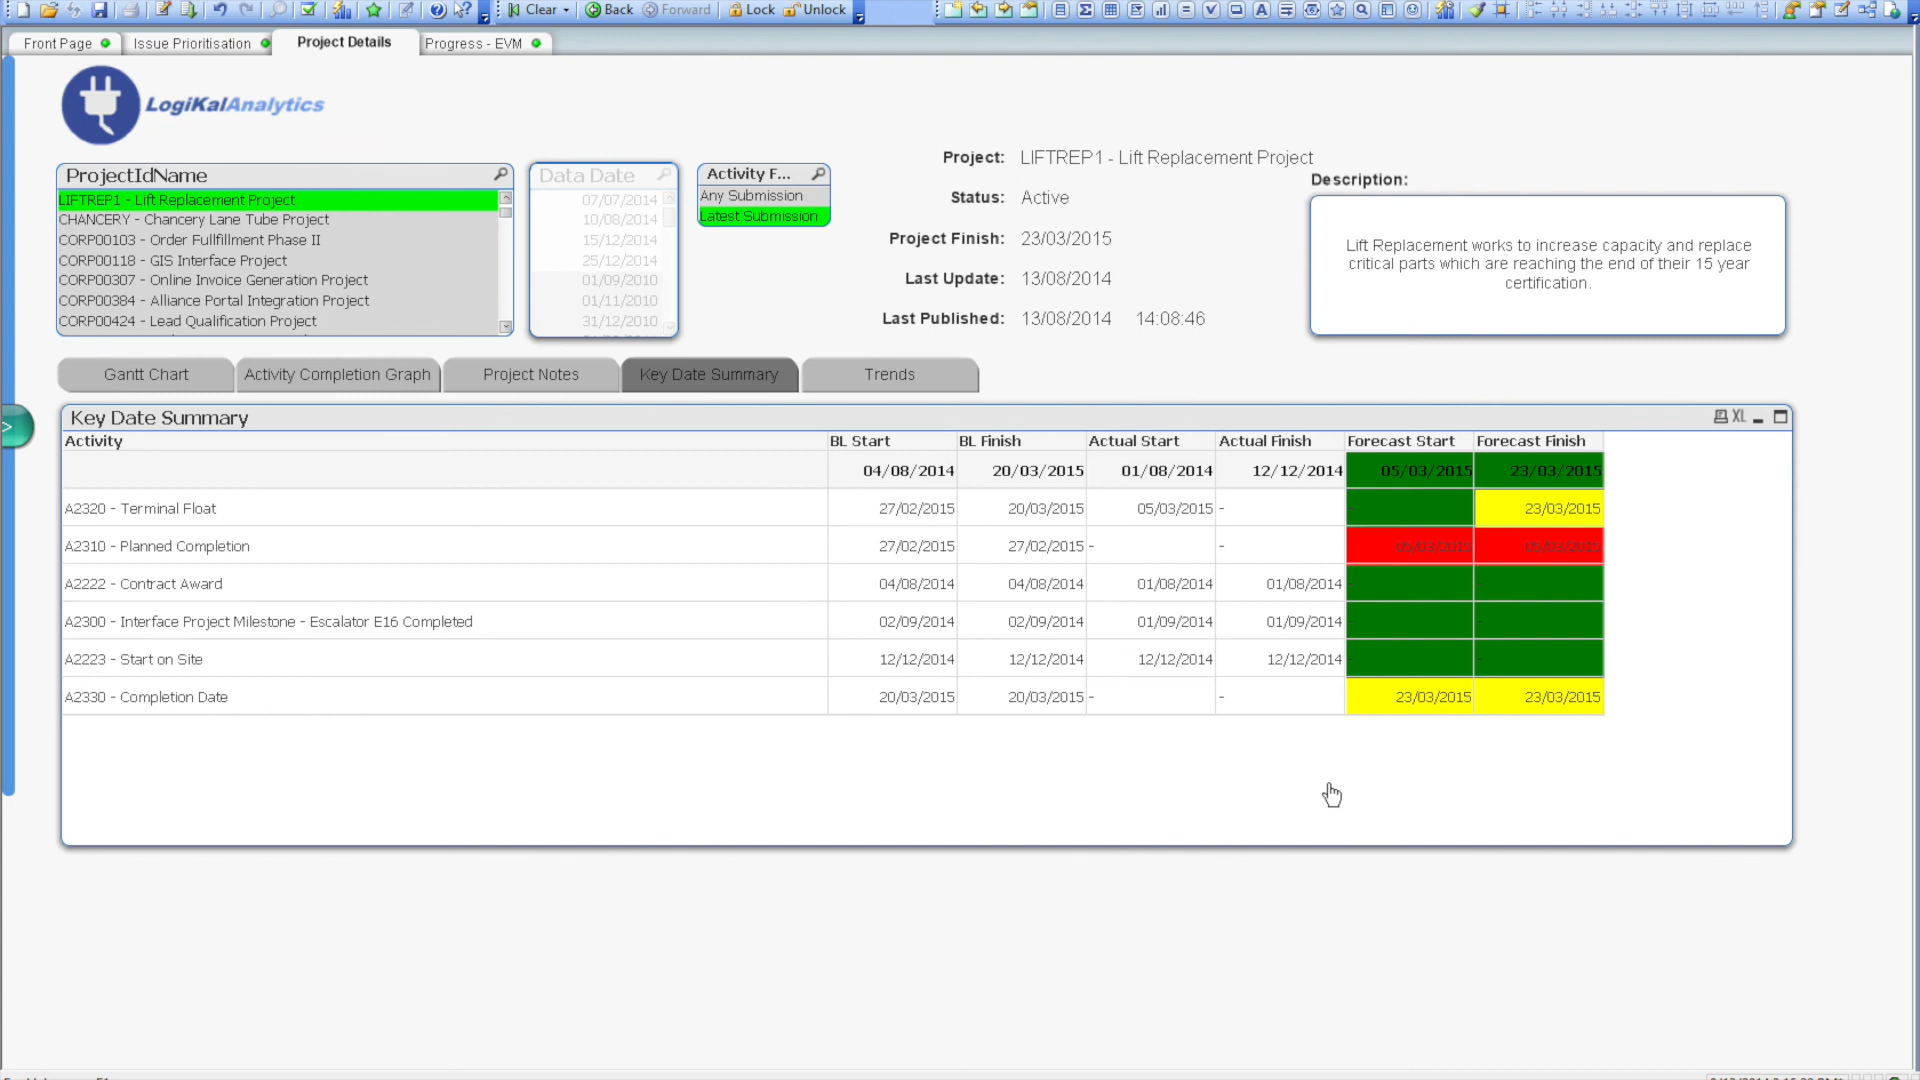 Clear Back Forward Lock Unlock
Front Page Issue Prioritisation Project Details Progress - EVM
LogiKalAnalytics
ProjectIdName
LIFTREP1 - Lift Replacement Project
CHANCERY - Chancery Lane Tube Project
CORP00103 - Order Fullfillment Phase II
CORP00118 - GIS Interface Project
CORP00307 - Online Invoice Generation Project
CORP00384 - Alliance Portal Integration Project
CORP00424 - Lead Qualification Project
Data Date
07/07/2014
10/08/2014
15/12/2014
25/12/2014
01/09/2010
01/11/2010
31/12/2010
Activity F...
Any Submission
Latest Submission
Project: LIFTREP1 - Lift Replacement Project
Status: Active
Project Finish: 23/03/2015
Last Update: 13/08/2014
Last Published: 13/08/2014 14:08:46
Description:
Lift Replacement works to increase capacity and replace
critical parts which are reaching the end of their 15 year
certification.
Gantt Chart Activity Completion Graph Project Notes Key Date Summary Trends
>
Key Date Summary XL
Activity BL Start BL Finish Actual Start Actual Finish Forecast Start Forecast Finish
04/08/2014 20/03/2015 01/08/2014 12/12/2014 05/03/2015 23/03/2015
A2320 - Terminal Float 27/02/2015 20/03/2015 05/03/2015 - 23/03/2015
A2310 - Planned Completion 27/02/2015 27/02/2015 - - 05/03/2015 05/03/2015
A2222 - Contract Award 04/08/2014 04/08/2014 01/08/2014 01/08/2014
A2300 - Interface Project Milestone - Escalator E16 Completed 02/09/2014 02/09/2014 01/09/2014 01/09/2014
A2223 - Start on Site 12/12/2014 12/12/2014 12/12/2014 12/12/2014
A2330 - Completion Date 20/03/2015 20/03/2015 - - 23/03/2015 23/03/2015